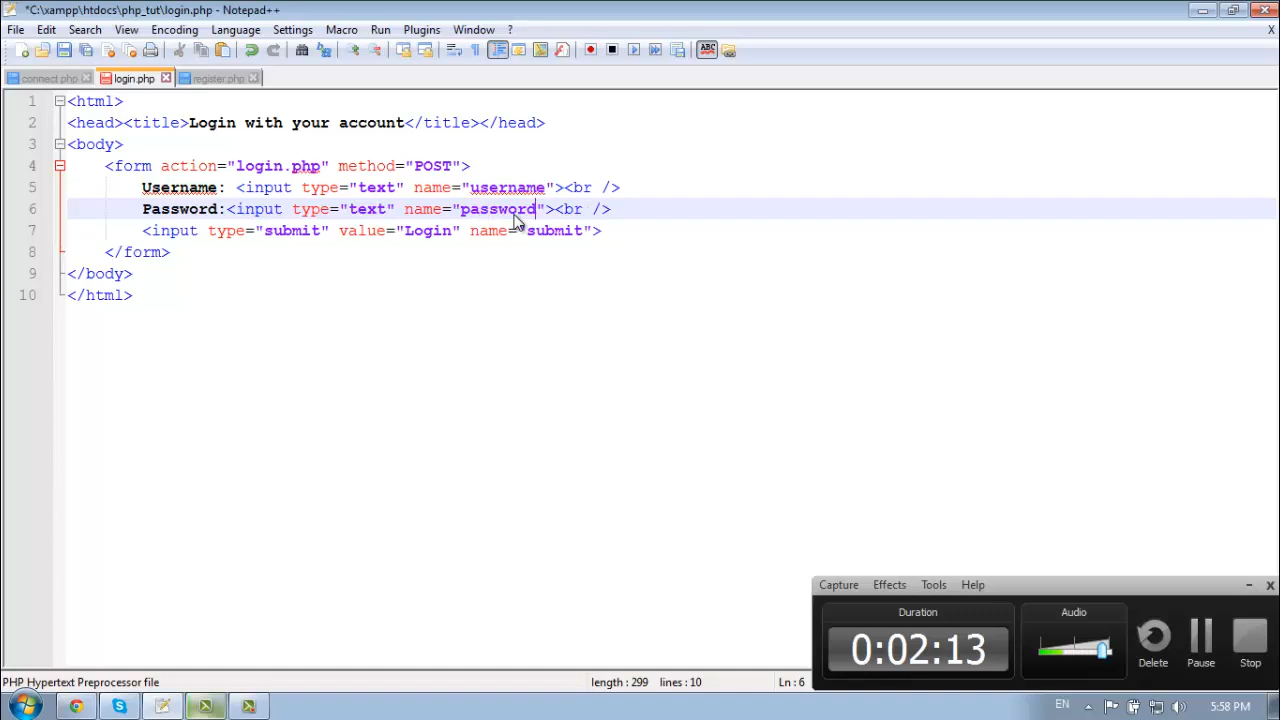 *C:\xampp\htdocs\php_tut\login.php - Notepad++
File Edit Search View Encoding Language Settings Macro Run Plugins Window ? X
ABC
connect.php login.php register.php
1 <html>
2 <head><title>Login with your account</title></head>
3 <body>
4 <form action="login.php" method="POST">
5 Username: <input type="text" name="username"><br />
6 Password:<input type="text" name="password"><br />
7 <input type="submit" value="Login" name="submit">
8 </form>
9 </body>
10 </html>
Capture Effects Tools Help
Duration Audio
0:02:13
Delete Pause Stop
PHP Hypertext Preprocessor file length : 299 lines : 10 Ln : 6
EN 5:58 PM